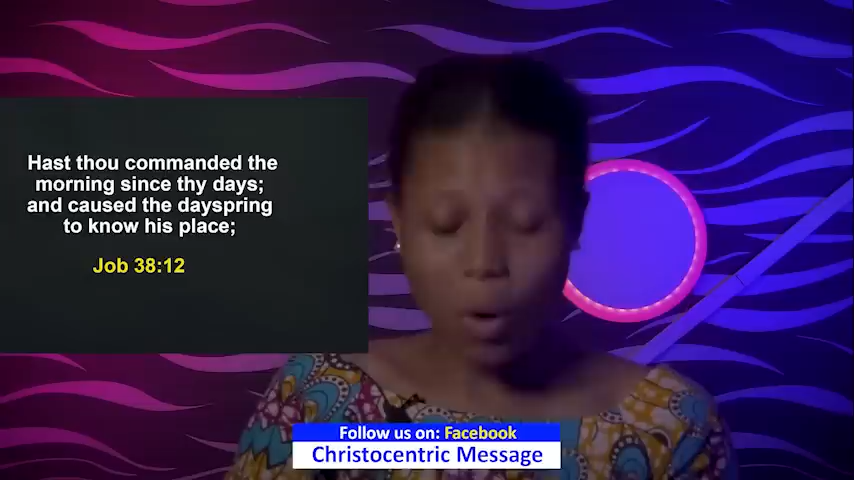 Hast thou commanded the
morning since thy days;
and caused the dayspring
to know his place;
Job 38:12
Follow us on: Facebook
Christocentric Message